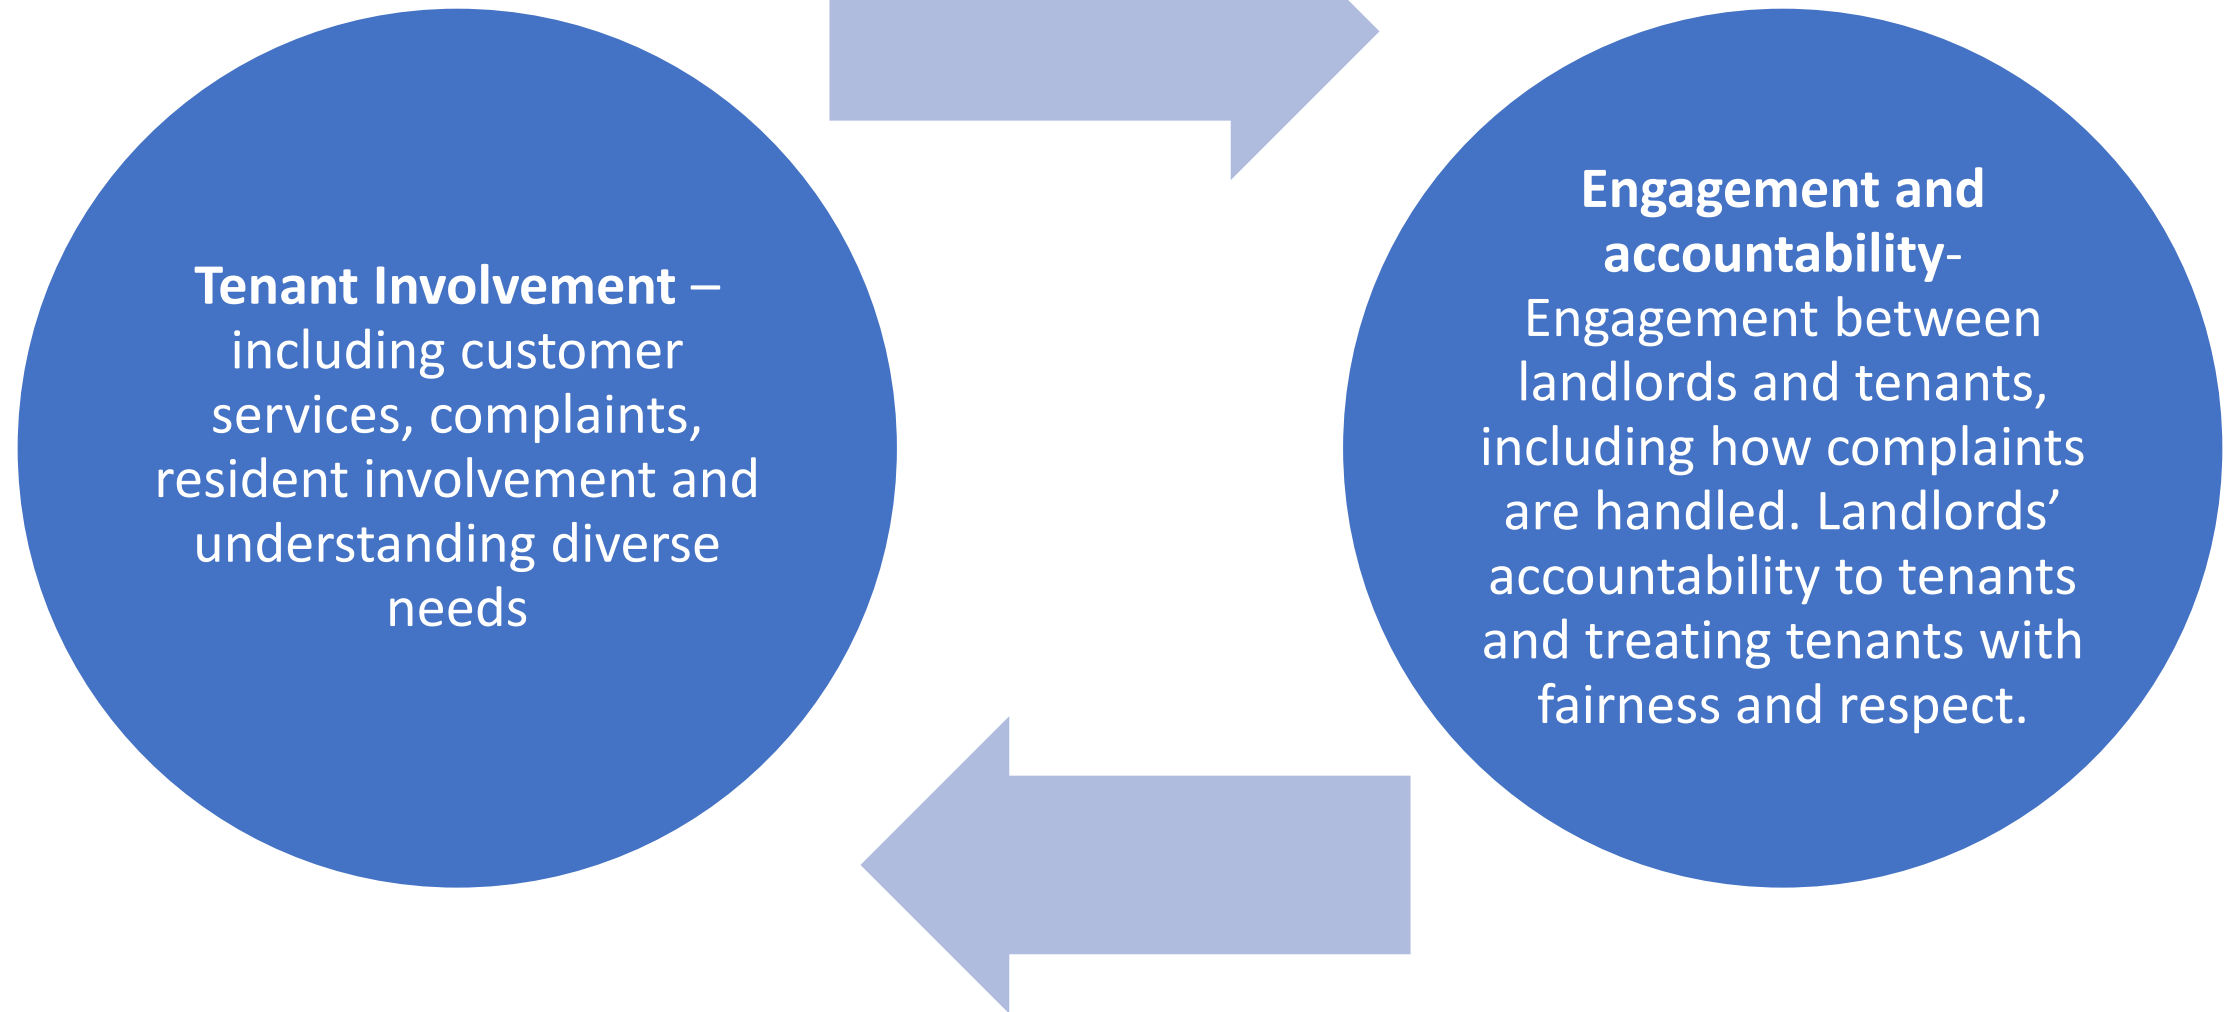 Tenant Involvement –
including customer
services, complaints,
resident involvement and
understanding diverse
needs
Engagement and
accountability-
Engagement between
landlords and tenants,
including how complaints
are handled. Landlords’
accountability to tenants
and treating tenants with
fairness and respect.